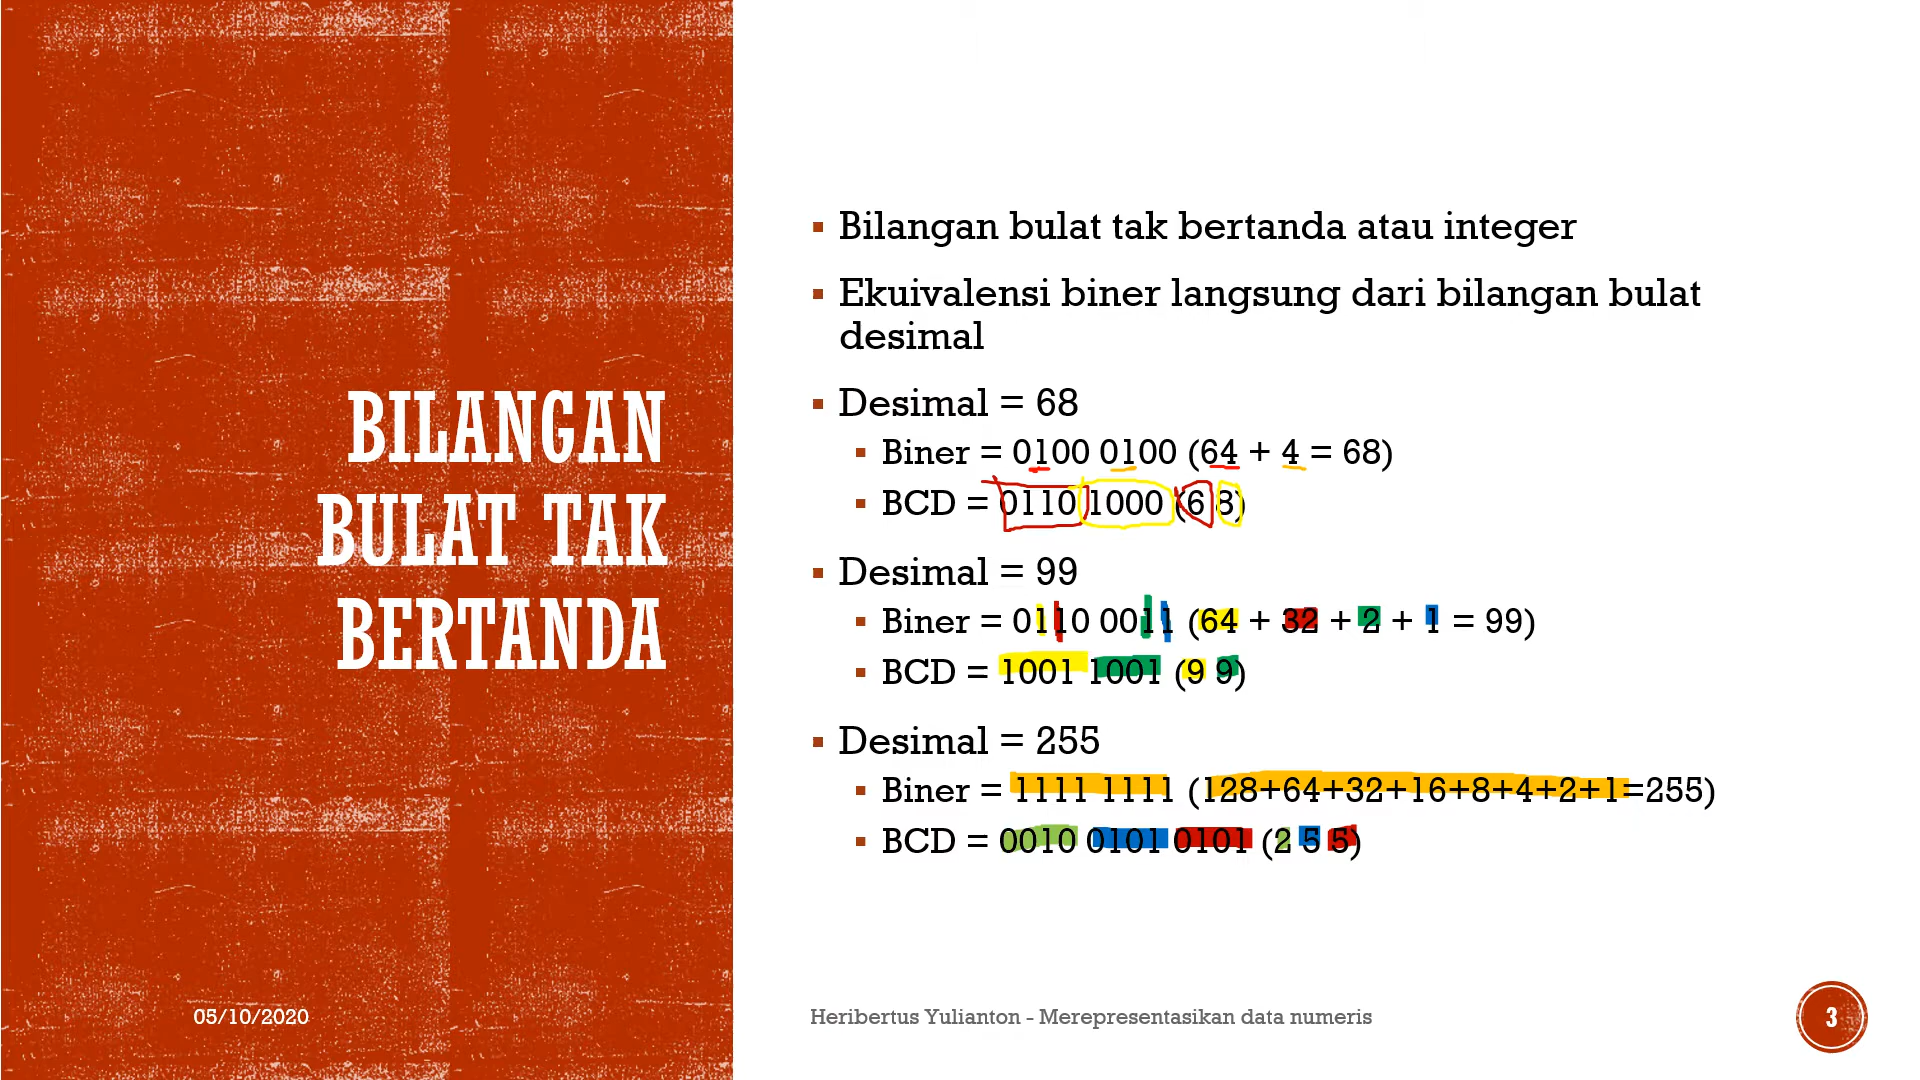 BILANGAN
BULAT TAK
BERTANDA
05/10/2020
Bilangan bulat tak bertanda atau integer
Ekuivalensi biner langsung dari bilangan bulat
desimal
Desimal = 68
Biner = 0100 0100 (64 + 4 = 68)
BCD = 0110 1000 (6 8)
Desimal = 99
Biner = 0110 0011 (64 + 32 + 2 + 1 = 99)
BCD = 1001 1001 (9 9)
Desimal = 255
Biner = 1111 1111 (128+64+32+16+8+4+2+1=255)
BCD = 0010 0101 0101 (2 5 5)
Heribertus Yulianton - Merepresentasikan data numeris
3